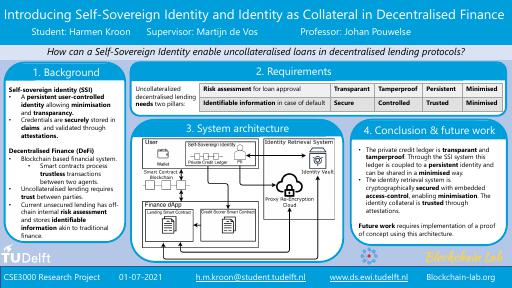 Introducing Self-Sovereign Identity and Identity as Collateral in Decentralised Finance
Student: Harmen Kroon Supervisor: Martijn de Vos Professor: Johan Pouwelse
How can a Self-Sovereign Identity enable uncollateralised loans in decentralised lending protocols?
1. Background
Self-sovereign identity (SSI)
• A persistent user-controlled
identity allowing minimisation
and transparency.
• Credentials are securely stored in
claims and validated through
attestations.
Decentralised Finance (DeFi)
• Blockchain based financial system.
• Smart contracts process
trustless transactions
between two agents.
• Uncollateralised lending requires
trust between parties.
• Current unsecured lending has off-
chain internal risk assessment
and stores identifiable
information akin to traditional
finance.
2. Requirements
Uncollateralized
decentralised lending
needs two pillars:
Risk assessment for loan approval Transparent Tamperproof Persistent Minimised
Identifiable information in case of default Secure Controlled Trusted Minimised
3. System architecture
User
Self-Sovereign Identity
Wallet
Private Credit Ledger
PII
Identity Retrieval System
Identity Vault
Smart Contract
Blockchain
Proxy Re-Encryption
Cloud
Finance dApp
Lending Smart Contract
Credit Scorer Smart Contract
4. Conclusion & future work
• The private credit ledger is transparent and
tamperproof. Through the SSI system this
ledger is coupled to a persistent identity and
can be shared in a minimised way.
• The identity retrieval system is
cryptographically secured with embedded
access-control, enabling minimisation. The
identity collateral is trusted through
attestations.
Future work requires implementation of a proof
of concept using this architecture.
TUDelft
Blockchain Lab
CSE3000 Research Project 01-07-2021 h.m.kroon@student.tudelft.nl www.ds.ewi.tudelft.nl Blockchain-lab.org